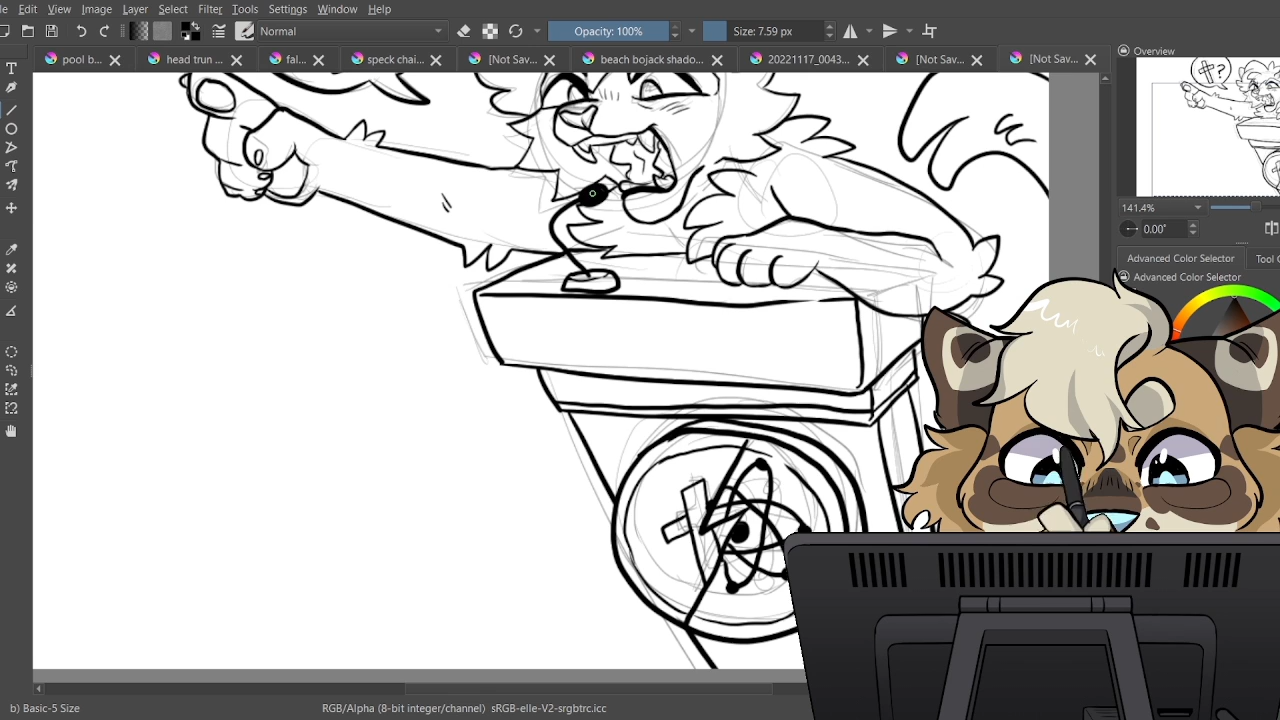 le Edit View Image Layer Select Filter Tools Settings Window Help
Normal Opacity: 100% Size: 7.59 px
pool b... head trun ... fal... speck chai... [Not Sav... beach bojack shado... 20221117_0043... [Not Sav... [Not Sav...
Overview
?
141.4%
0.00°
Advanced Color Selector Tool
Advanced Color Selector
b) Basic-5 Size RGB/Alpha (8-bit integer/channel) sRGB-elle-V2-srgbtrc.icc